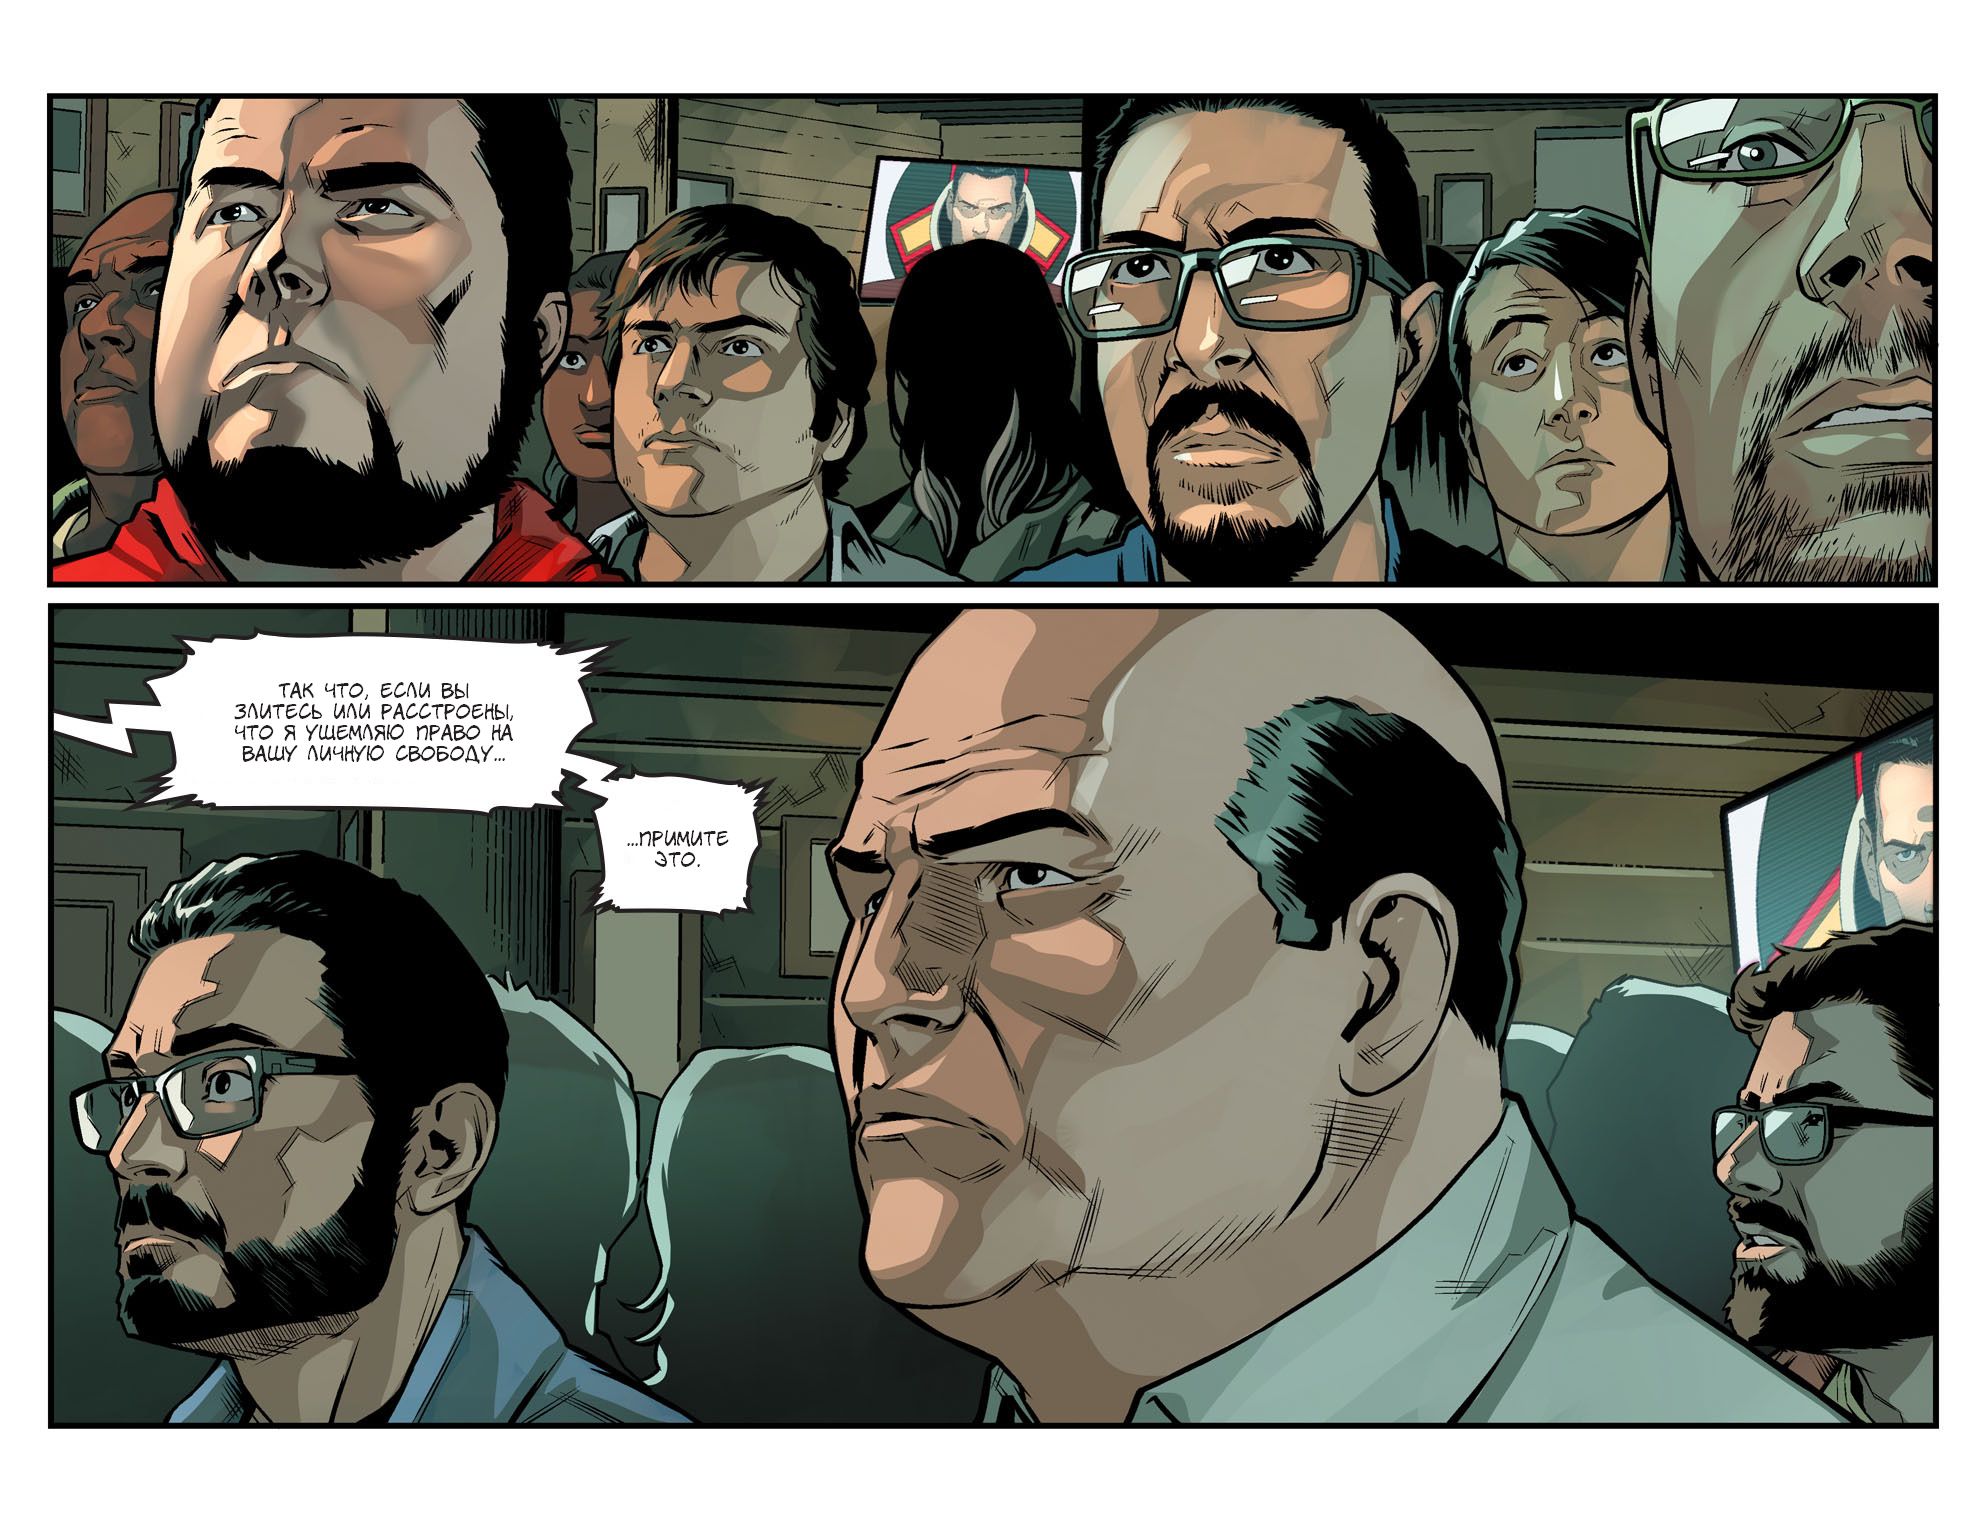 ТАК ЧТО, ЕСЛИ ВЫ
ЗЛИТЕСЬ ИЛИ РАССТРОЕНЫ,
ЧТО Я УЩЕМЛЯЮ ПРАВО НА
ВАШУ ЛИЧНУЮ СВОБОДУ...
...ПРИМИТЕ
ЭТО.